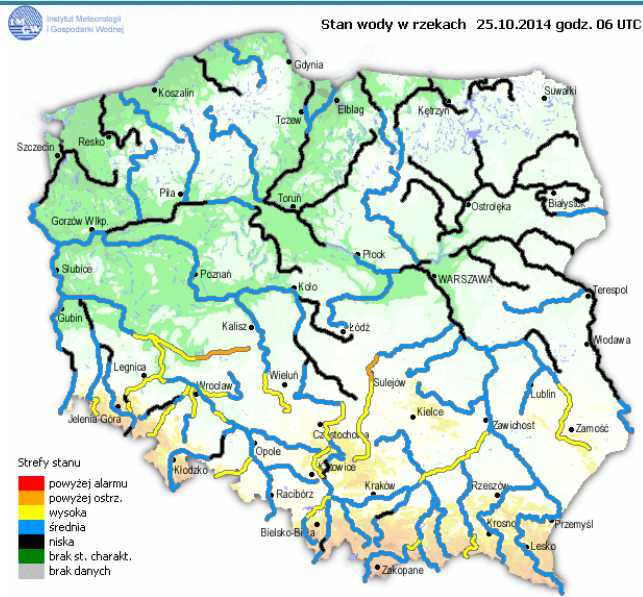 Instytut Meteorologii
i Gospodarki Wodnej
Stan wody w rzekach 25.10.2014 godz. 06 UTC
Gdynia
Koszalin
Suwałki
Elbląg
Kętrzyn
Tczew
Resko
Szczecin
Piła
Toruń
Ostrołęka
Białystok
Gorzów Wlkp.
Płock
Słubice
Poznań
WARSZAWA
Koło
Terespol
Gubin
Kalisz
Łódź
Włodawa
Legnica
Wieluń
Sulejów
Wrocław
Lublin
Jelenia Góra
Kielce
Zawichost
Zamość
Częstochowa
Opole
Kłodzko
Katowice
Racibórz
Kraków
Rzeszów
Bielsko-Biała
Krosno
Przemyśl
Lesko
Zakopane
Strefy stanu
powyżej alarmu
powyżej ostrz.
wysoka
średnia
niska
brak st. charakt.
brak danych